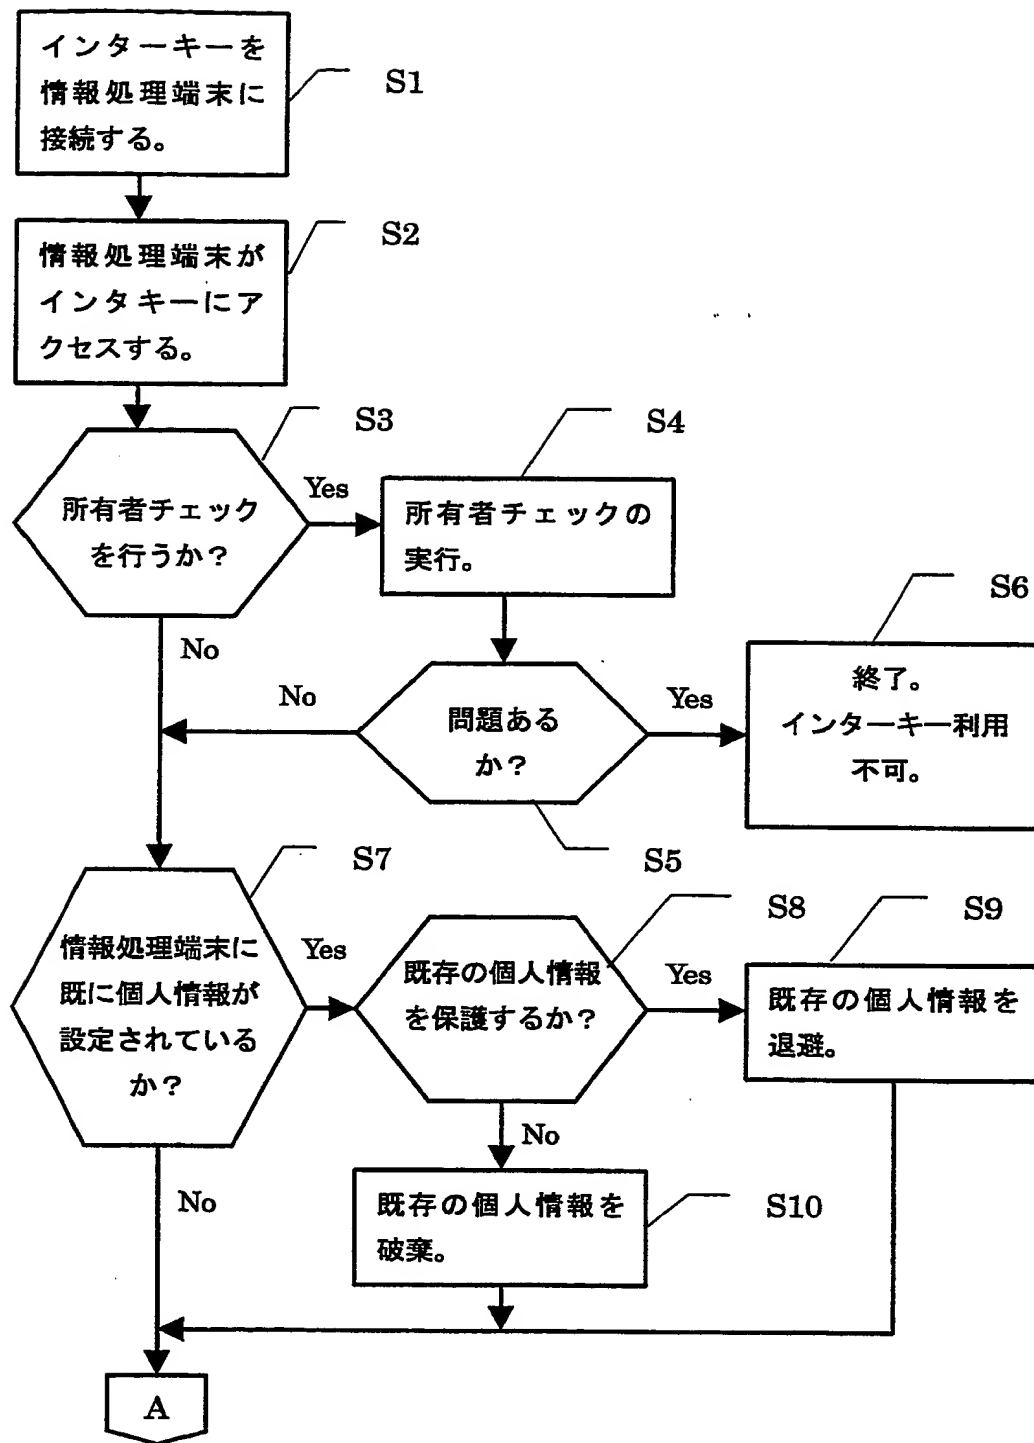 インターキーを
情報処理端末に
接続する。
S1
情報処理端末が
インタキーにア
クセスする。
S2
所有者チェック
を行うか？
S3
Yes
No
所有者チェックの
実行。
S4
問題ある
か？
S5
No
Yes
終了。
インターキー利用
不可。
S6
情報処理端末に
既に個人情報が
設定されている
か？
S7
Yes
No
既存の個人情報
を保護するか？
S8
Yes
No
既存の個人情報を
退避。
S9
既存の個人情報を
破棄。
S10
A